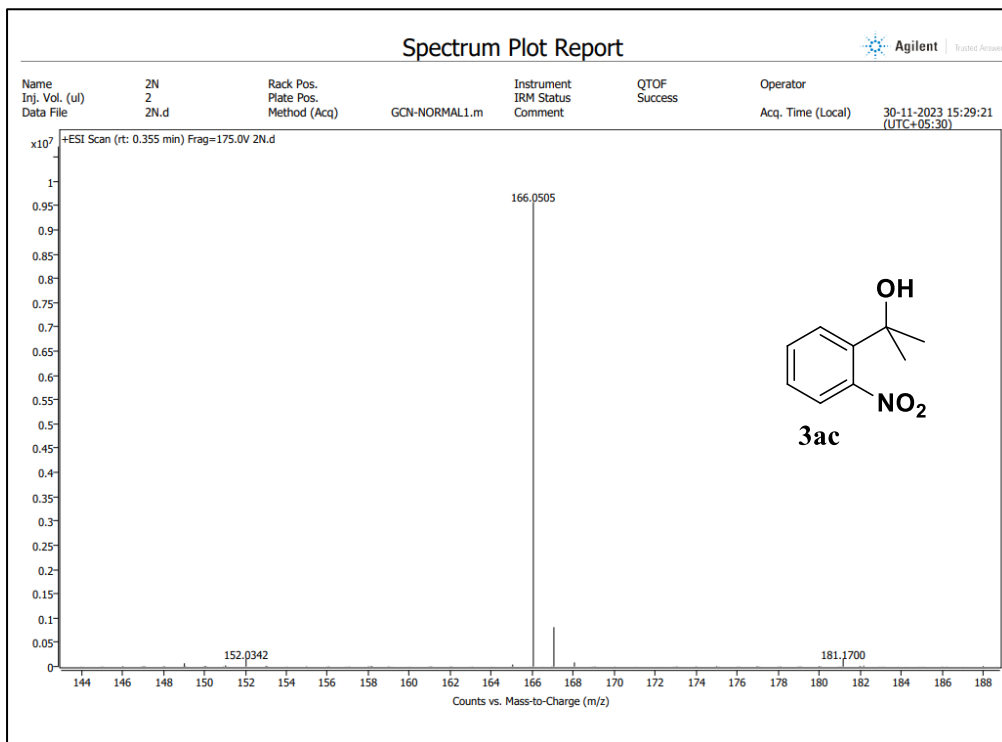 Spectrum Plot Report
Agilent Trusted Answers
Name 2N Rack Pos. Instrument QTOF Operator
Inj. Vol. (ul) 2 Plate Pos. IRM Status Success
Data File 2N.d Method (Acq) GCN-NORMAL1.m Comment Acq. Time (Local) 30-11-2023 15:29:21
(UTC+05:30)
x10⁷ +ESI Scan (rt: 0.355 min) Frag=175.0V 2N.d
1
0.95
166.0505
0.9
0.85
0.8
0.75
OH
0.7
0.65
0.6
0.55
NO₂
0.5
3ac
0.45
0.4
0.35
0.3
0.25
0.2
0.15
0.1
0.05
152.0342
181.1700
0
144 146 148 150 152 154 156 158 160 162 164 166 168 170 172 174 176 178 180 182 184 186 188
Counts vs. Mass-to-Charge (m/z)